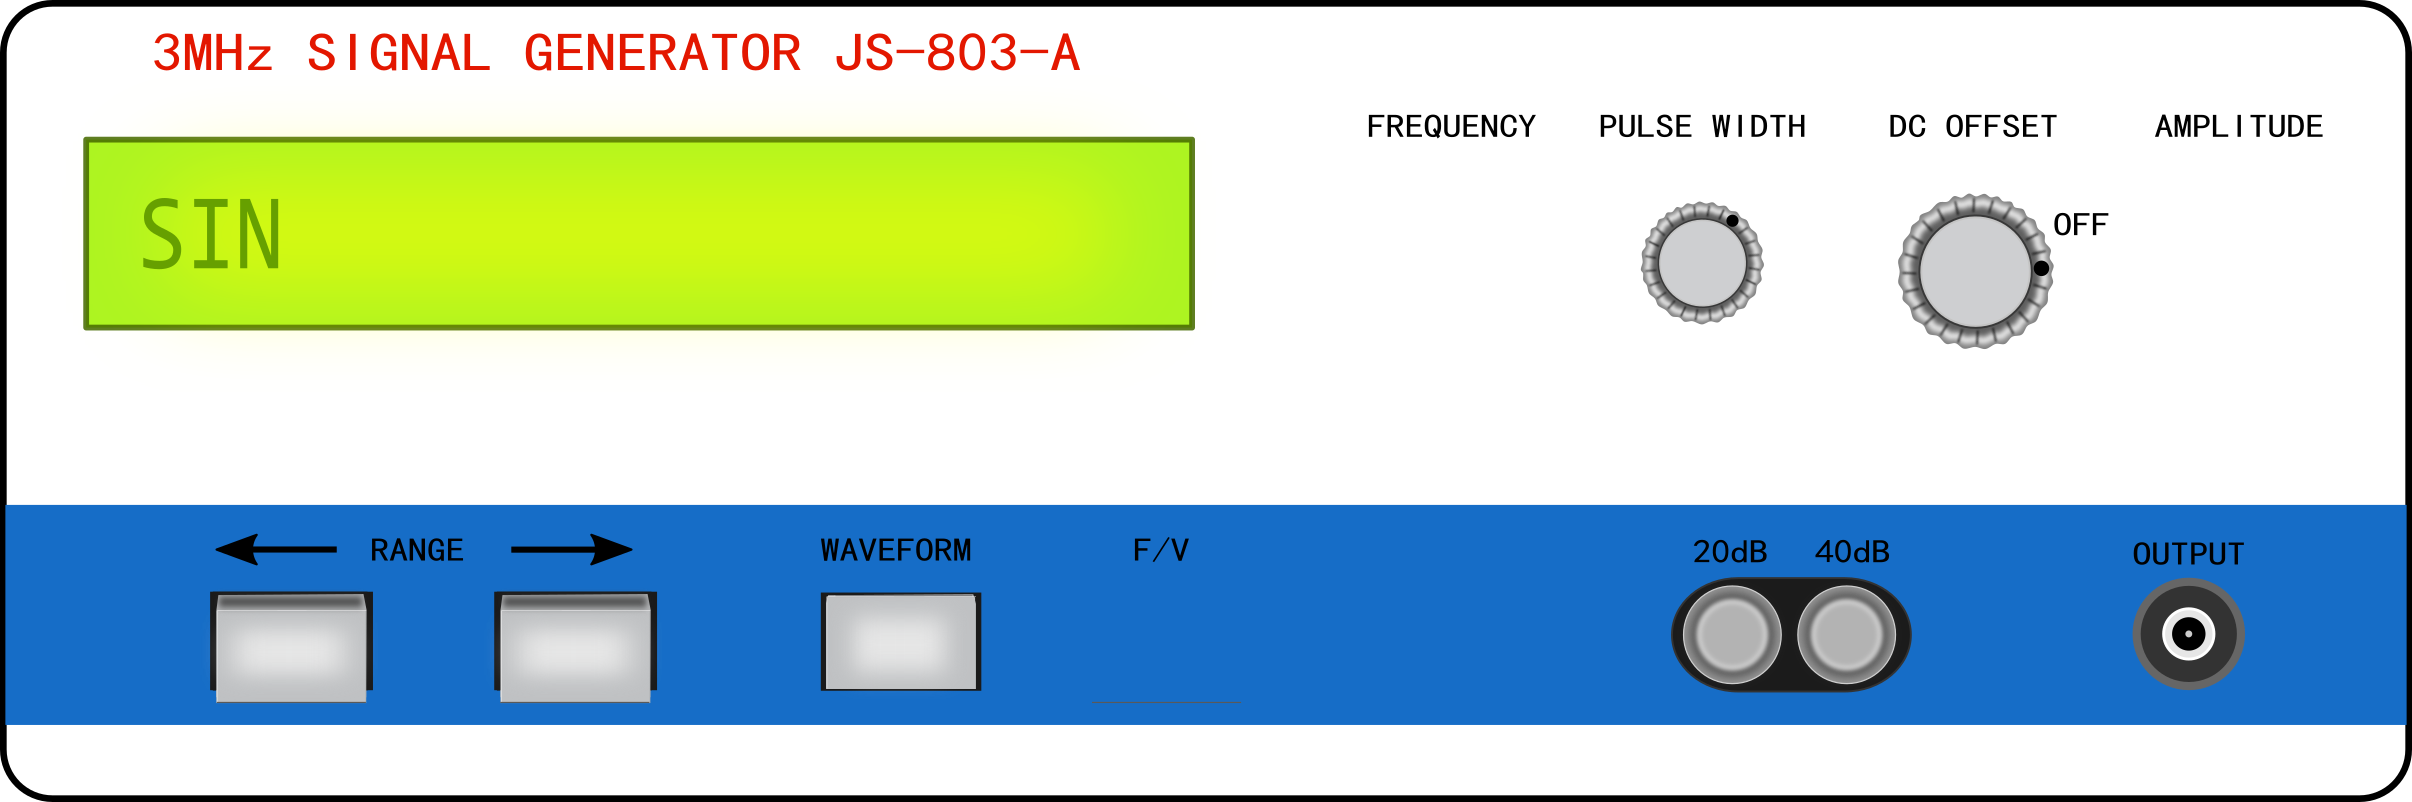 3MHz SIGNAL GENERATOR JS-803-A
FREQUENCY PULSE WIDTH DC OFFSET AMPLITUDE
SIN
OFF
RANGE WAVEFORM F/V
20dB 40dB OUTPUT